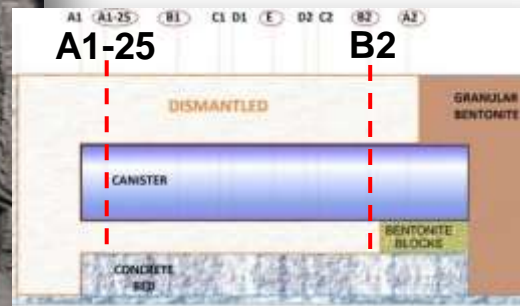 A1 A1-25 B1 C1 D1 E D2 C2 B2 A2
A1-25 B2
DISMANTLED
GRANULAR
BENTONITE
CANISTER
BENTONITE
BLOCKS
CONCRETE
BED